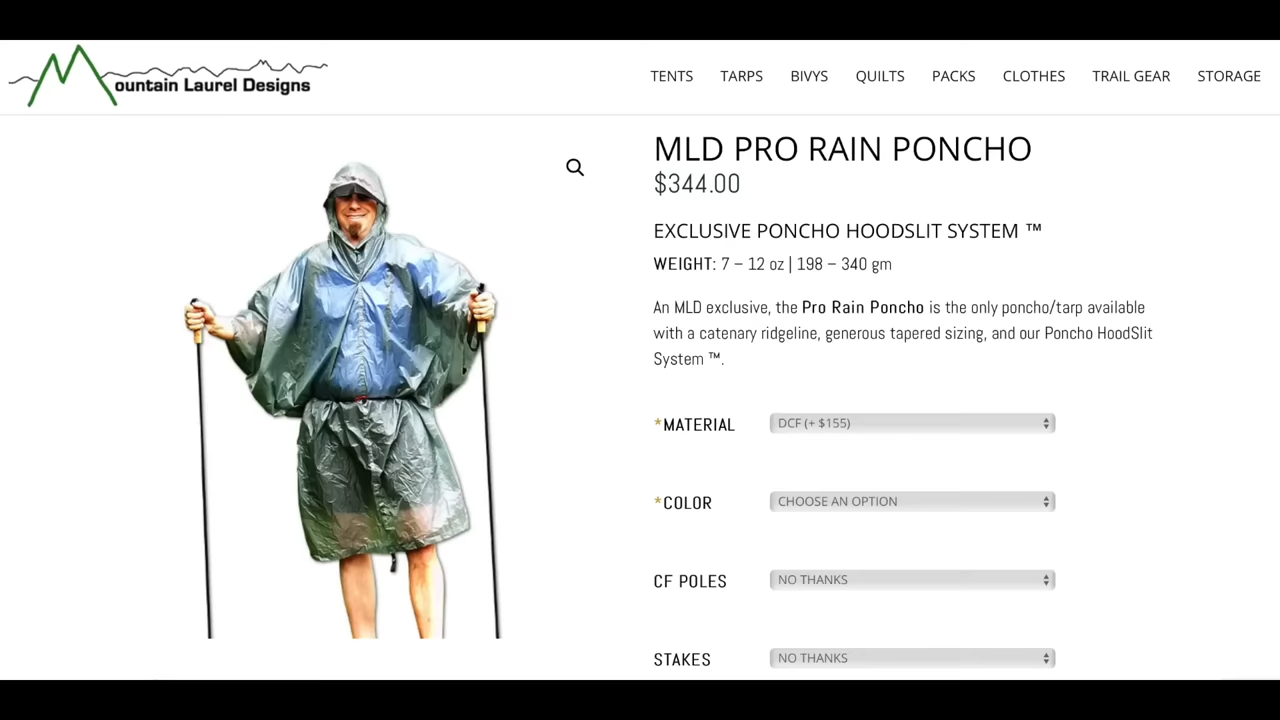 ountain Laurel Designs
TENTS TARPS BIVYS QUILTS PACKS CLOTHES TRAIL GEAR STORAGE
MLD PRO RAIN PONCHO
$344.00
EXCLUSIVE PONCHO HOODSLIT SYSTEM ™
WEIGHT: 7 – 12 oz | 198 – 340 gm
An MLD exclusive, the Pro Rain Poncho is the only poncho/tarp available
with a catenary ridgeline, generous tapered sizing, and our Poncho HoodSlit
System ™.
*MATERIAL DCF (+ $155)
*COLOR CHOOSE AN OPTION
CF POLES NO THANKS
STAKES NO THANKS